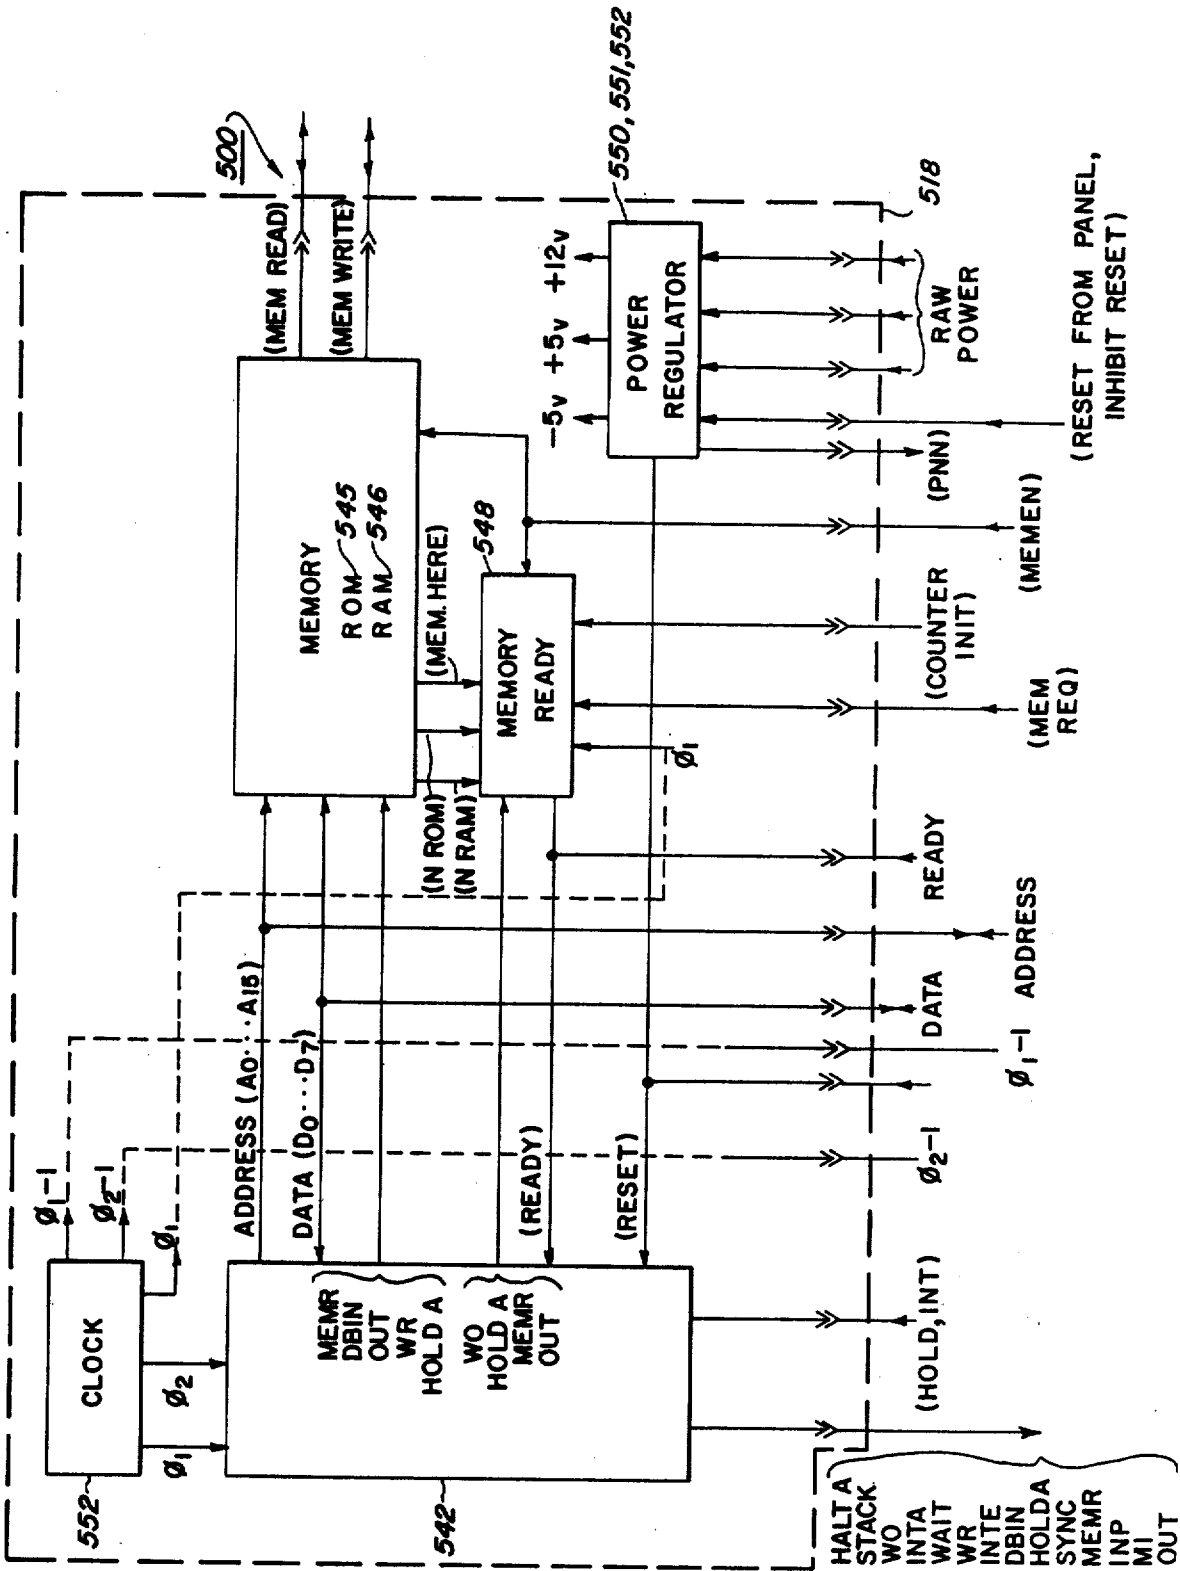 552
CLOCK
Ø1
Ø2
Ø1-1
Ø2-1
Ø1
542
MEMR
DBIN
OUT
WR
HOLD A
WO
HOLD A
MEMR
OUT
ADDRESS (A0···A15)
DATA (D0···D7)
(READY)
(RESET)
MEMORY
ROM 545
RAM 546
(MEM READ)
(MEM WRITE)
500
(N ROM)
(N RAM)
(MEM. HERE)
548
MEMORY
READY
Ø1
-5v +5v +12v
POWER
REGULATOR
550, 551, 552
518
HALT A
STACK
WO
INTA
WAIT
WR
INTE
DBIN
HOLDA
SYNC
MEMR
INP
MI
OUT
(HOLD, INT)
Ø2-1
Ø1-1
DATA
ADDRESS
READY
(MEM
REQ)
(COUNTER
INIT)
(MEMEN)
(PNN)
(RESET FROM PANEL,
INHIBIT RESET)
RAW
POWER